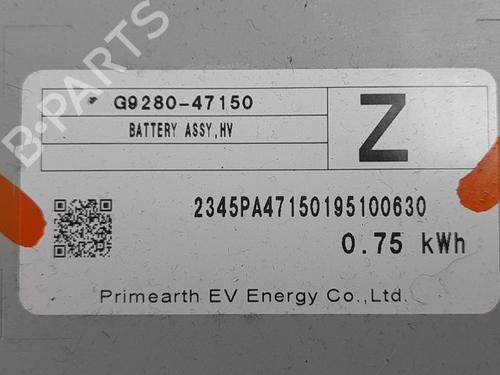 B-PARTS
G9280-47150
BATTERY ASSY,HV
Z
2345PA47150195100630
0.75 kWh
Primearth EV Energy Co.,Ltd.